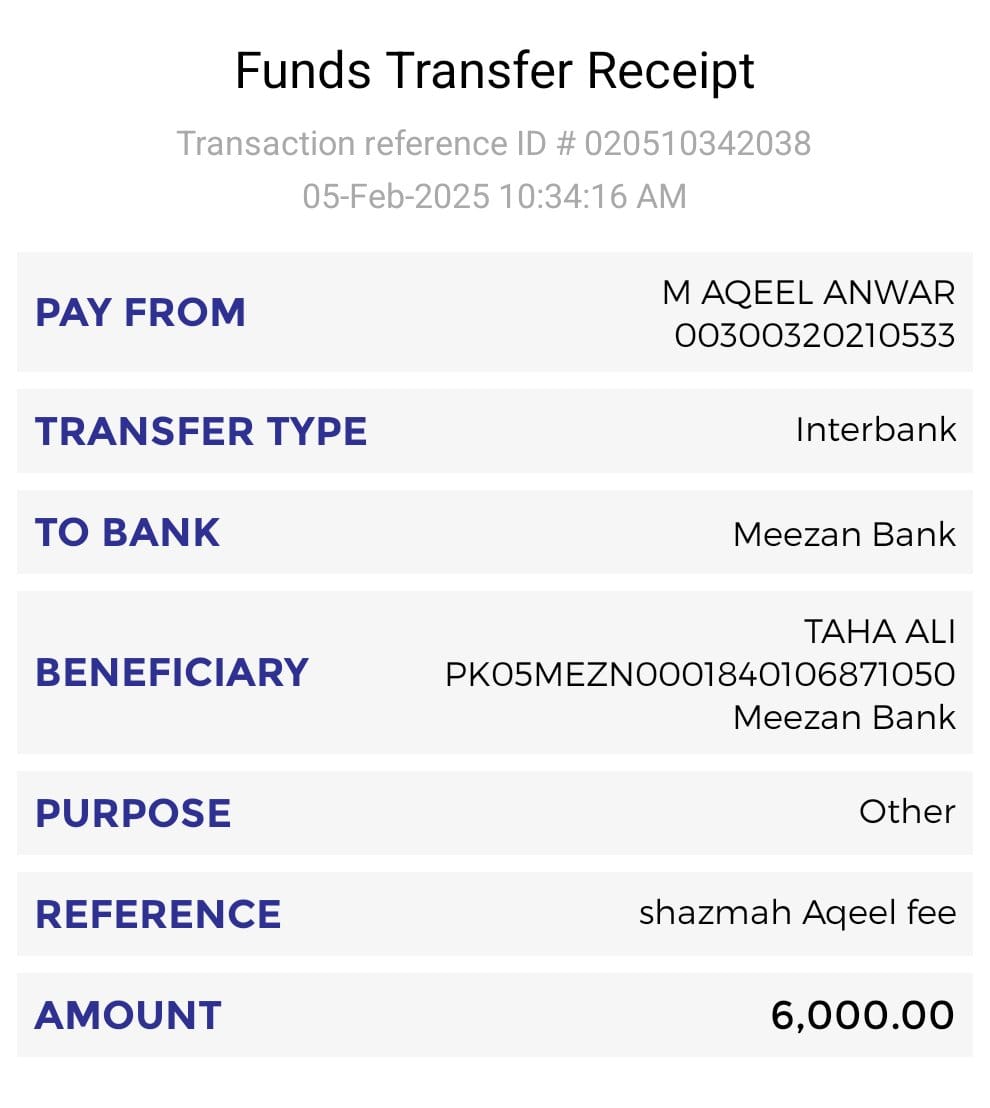 Funds Transfer Receipt
Transaction reference ID # 020510342038
05-Feb-2025 10:34:16 AM
PAY FROM
M AQEEL ANWAR
00300320210533
TRANSFER TYPE
Interbank
TO BANK
Meezan Bank
BENEFICIARY
TAHA ALI
PK05MEZN0001840106871050
Meezan Bank
PURPOSE
Other
REFERENCE
shazmah Aqeel fee
AMOUNT
6,000.00